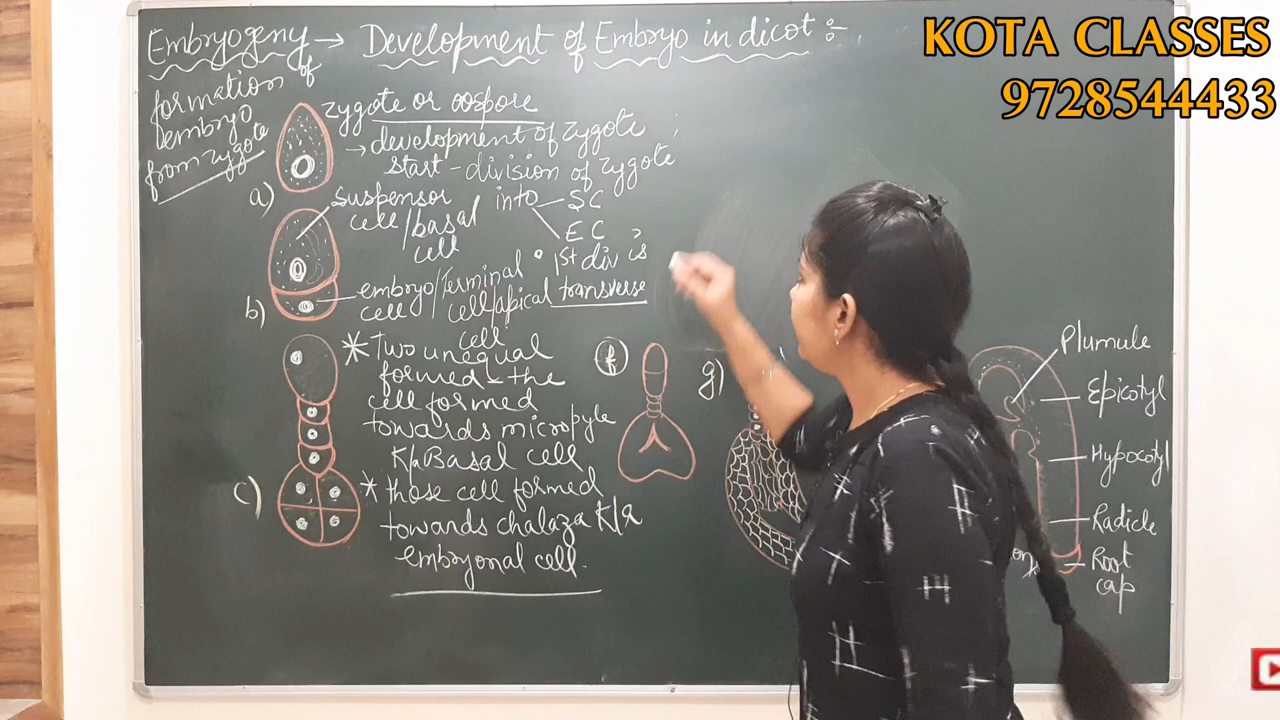 Embryogeny → Development of Embryo in dicot :-
of
formation
embryo
from zygote
Zygote or oospore
→ development of zygote
start - division of zygote
into SC
EC
a)
suspensor
cell/basal
cell
• 1st div is
transverse
b)
embryo/terminal
cell cell/apical
cell
* Two unequal
formed - the
cell formed
towards micropyle
K/a Basal cell
c)
* those cell formed
towards chalaza K/a
embryonal cell.
f
g)
Plumule
Epicotyl
Hypocotyl
Radicle
Root
cap
KOTA CLASSES
9728544433